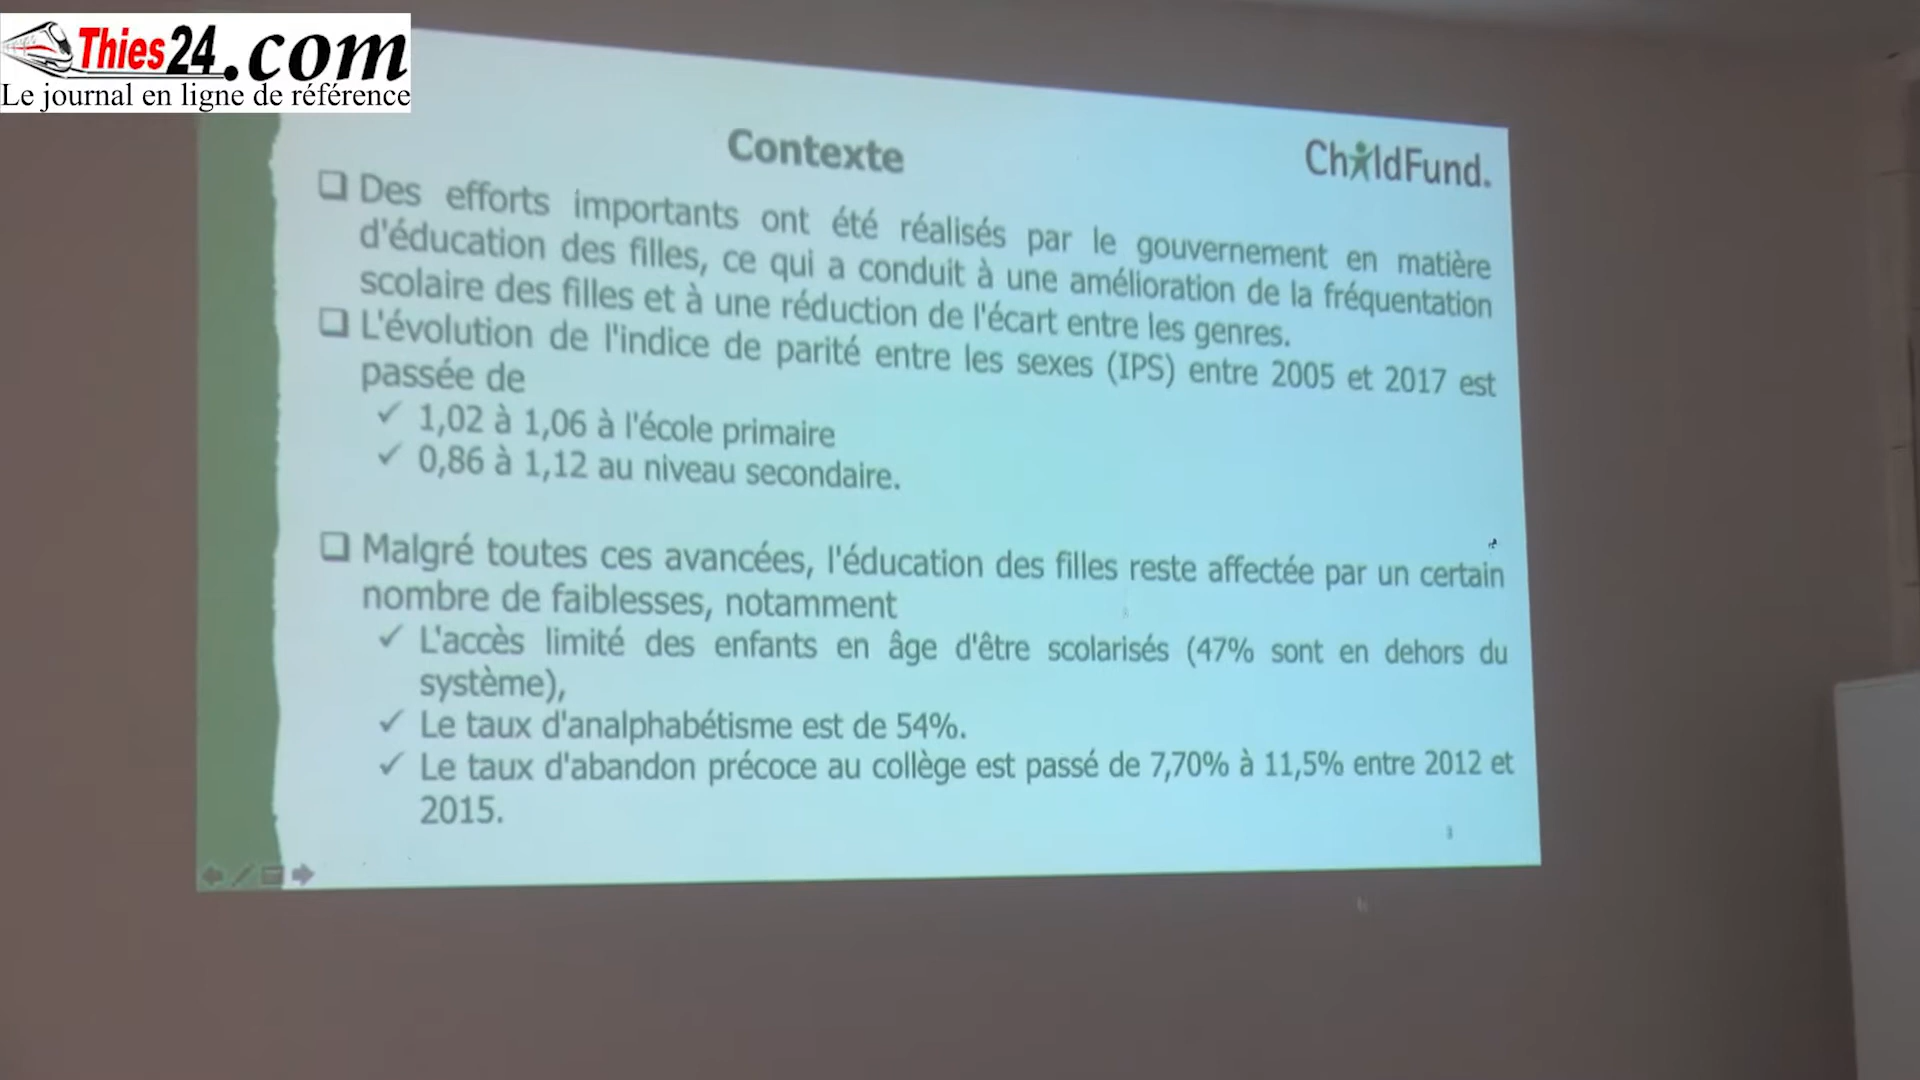 Thies24.com
Le journal en ligne de référence
Contexte
ChildFund.
❑ Des efforts importants ont été réalisés par le gouvernement en matière
d'éducation des filles, ce qui a conduit à une amélioration de la fréquentation
scolaire des filles et à une réduction de l'écart entre les genres.
❑ L'évolution de l'indice de parité entre les sexes (IPS) entre 2005 et 2017 est
passée de
✓ 1,02 à 1,06 à l'école primaire
✓ 0,86 à 1,12 au niveau secondaire.
❑ Malgré toutes ces avancées, l'éducation des filles reste affectée par un certain
nombre de faiblesses, notamment
✓ L'accès limité des enfants en âge d'être scolarisés (47% sont en dehors du
système),
✓ Le taux d'analphabétisme est de 54%.
✓ Le taux d'abandon précoce au collège est passé de 7,70% à 11,5% entre 2012 et
2015.
3